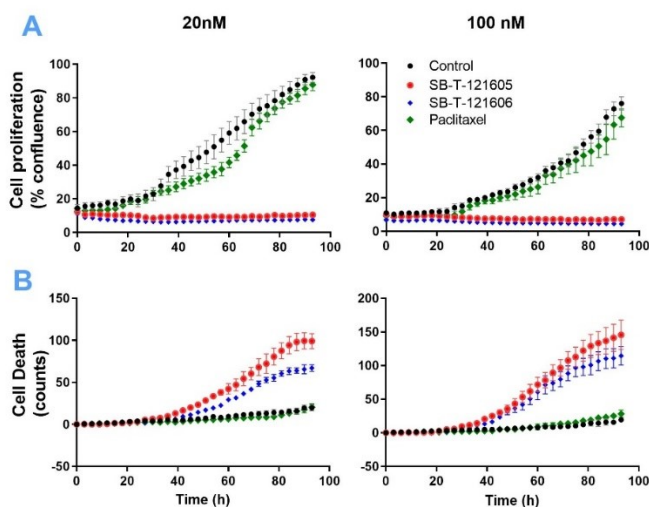 20nM
100 nM
A
Cell proliferation
(% confluence)
100
80
60
40
20
0
0 20 40 60 80 100
100
80
60
40
20
0
0 20 40 60 80 100
Control
SB-T-121605
SB-T-121606
Paclitaxel
B
Cell Death
(counts)
150
100
50
0
-50
0 20 40 60 80 100
Time (h)
200
150
100
50
0
-50
0 20 40 60 80 100
Time (h)